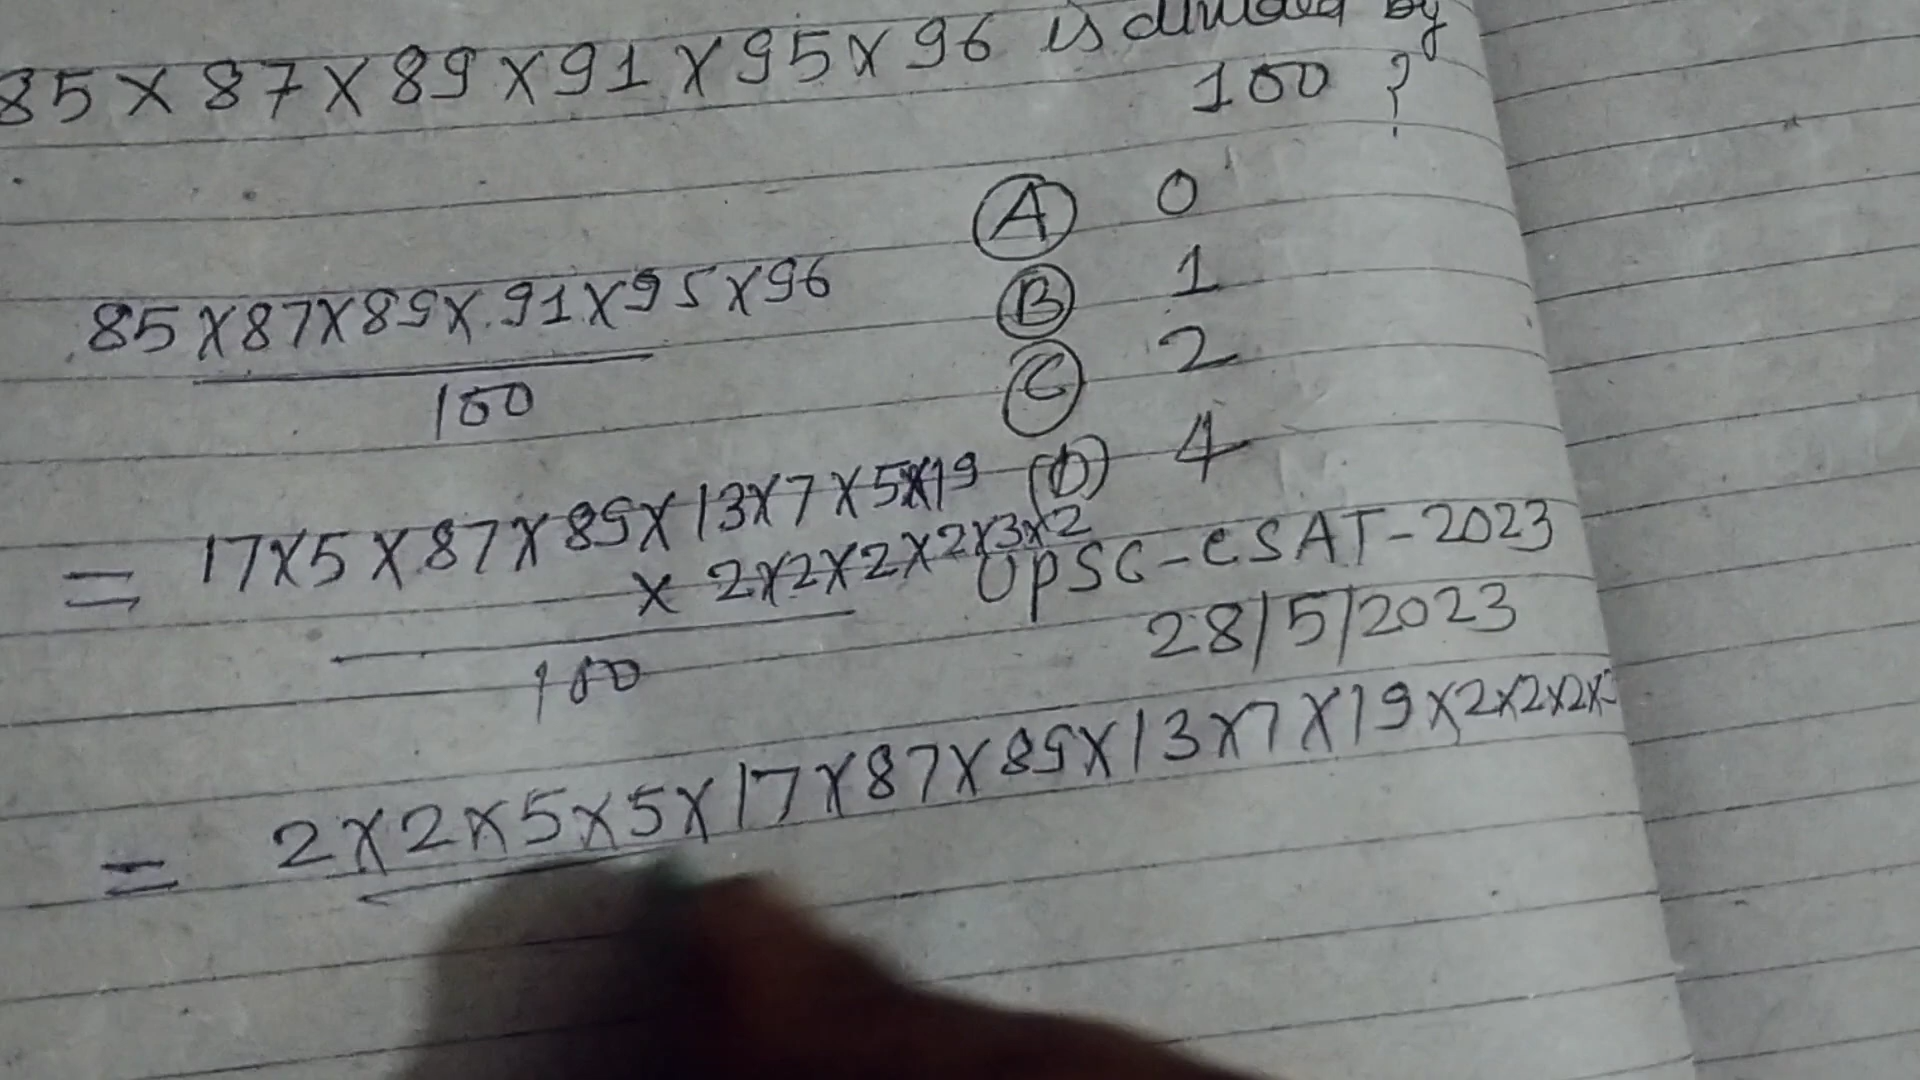 85 X 87 X 89 X 91 X 95 X 96 is divided by
100 ?
(A) 0
85 X 87 X 89 X 91 X 95 X 96
(B) 1
100
(C) 2
(D) 4
= 17 X 5 X 87 X 89 X 13 X 7 X 5 X 19
X 2 X 2 X 2 X 2 X 3 X 2
100
UPSC - CSAT - 2023
28/5/2023
= 2 X 2 X 5 X 5 X 17 X 87 X 89 X 13 X 7 X 19 X 2 X 2 X 2 X